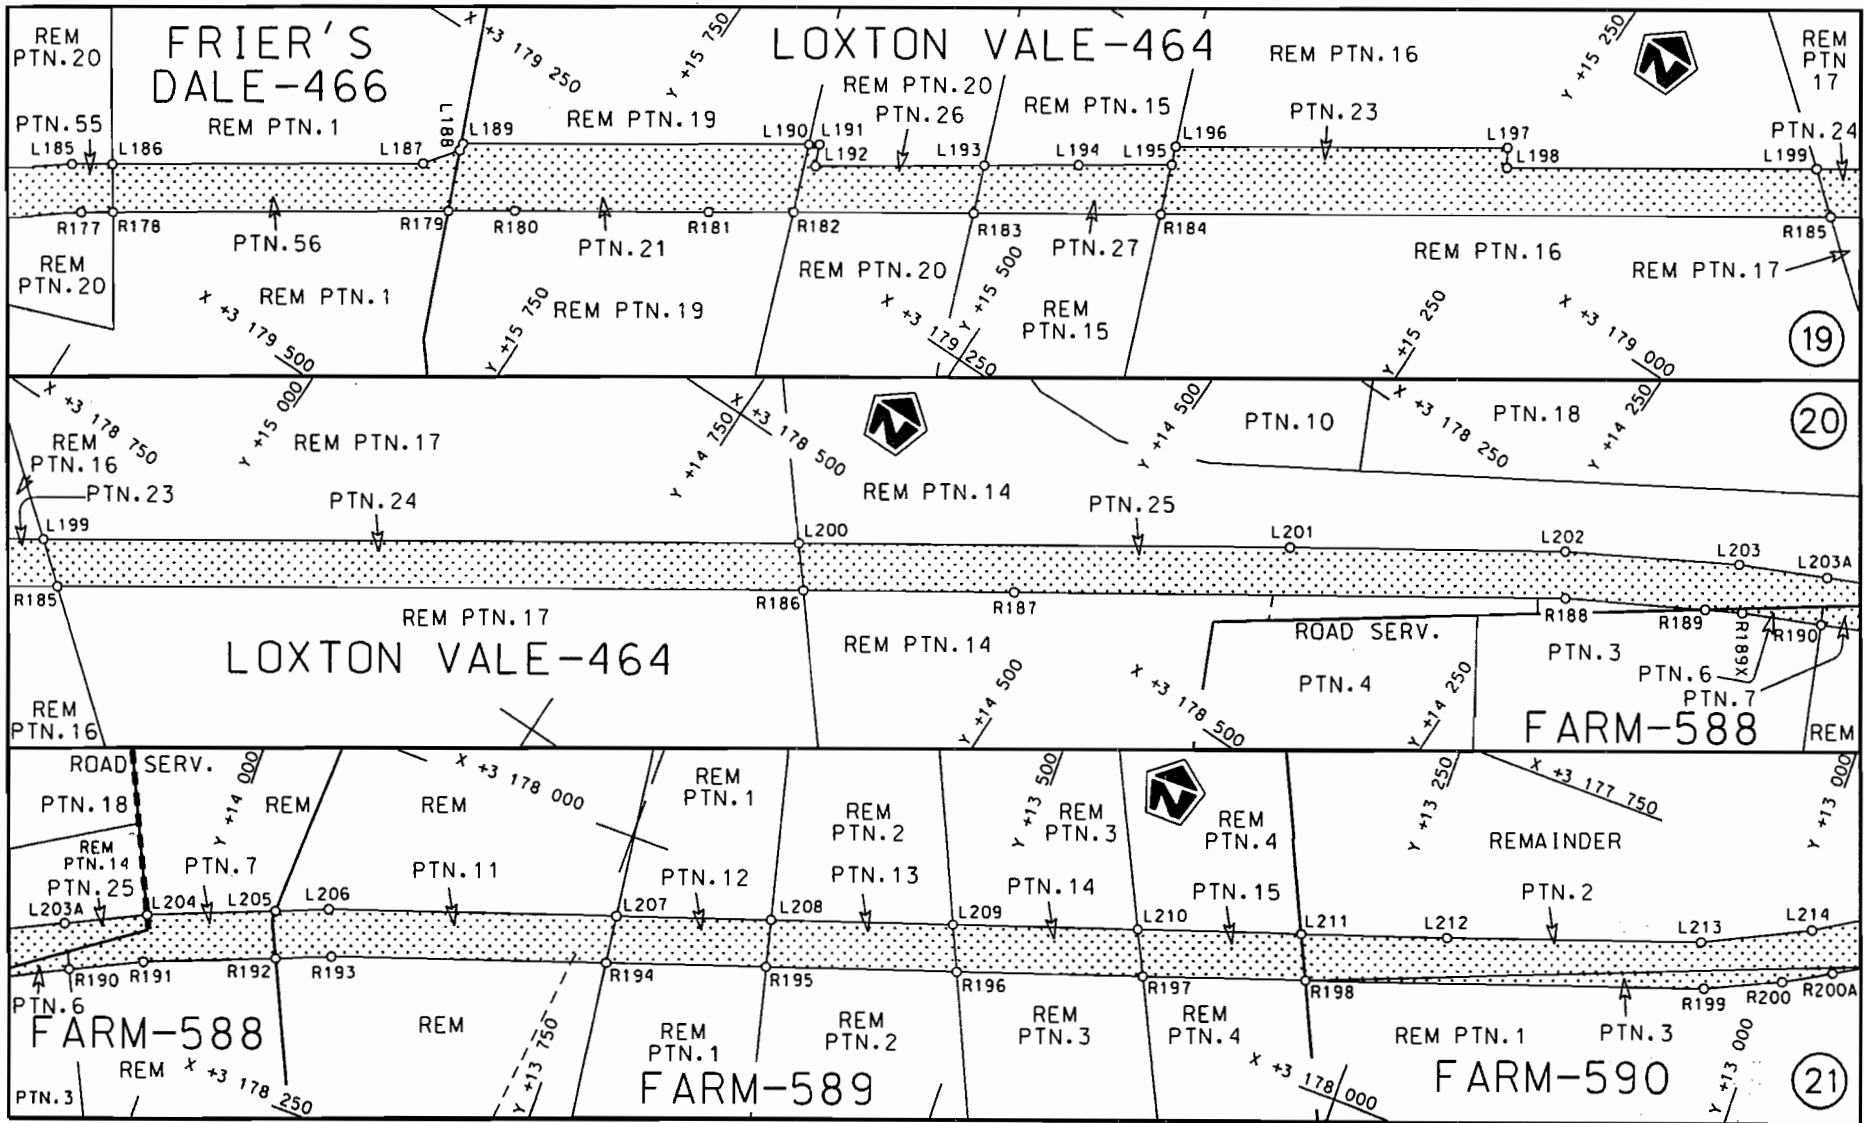 REM
PTN.20
FRIER'S
DALE-466
X +3 179 250
Y +15 750
LOXTON VALE-464
REM PTN.16
Y +15 250
REM
PTN
17
PTN.55
REM PTN.1
L188
L189
REM PTN.19
REM PTN.20
PTN.26
REM PTN.15
PTN.23
PTN.24
L185
L186
L187
L190
L191
L192
L193
L194
L195
L196
L197
L198
L199
R177
R178
R179
R180
R181
R182
R183
R184
R185
PTN.56
PTN.21
PTN.27
REM
PTN.20
REM PTN.1
REM PTN.19
REM PTN.20
REM
PTN.15
REM PTN.16
REM PTN.17
X +3 179 500
Y +15 750
X +3 179 250
Y +15 500
Y +15 250
X +3 179 000
19
X +3 178 750
Y +15 000
REM PTN.17
Y +14 750
X +3 178 500
Y +14 500
PTN.10
X +3 178 250
PTN.18
Y +14 250
20
REM
PTN.16
PTN.23
PTN.24
REM PTN.14
PTN.25
L199
L200
L201
L202
L203
L203A
R185
R186
R187
R188
R189
R189X
R190
REM PTN.17
LOXTON VALE-464
REM PTN.14
ROAD SERV.
PTN.4
PTN.3
PTN.6
PTN.7
REM
PTN.16
Y +14 500
X +3 178 500
Y +14 250
FARM-588
REM
ROAD SERV.
PTN.18
Y +14 000
REM
REM
X +3 178 000
REM
PTN.1
REM
PTN.2
Y +13 500
REM
PTN.3
REM
PTN.4
Y +13 250
X +3 177 750
REMAINDER
Y +13 000
REM
PTN.14
PTN.25
PTN.7
PTN.11
PTN.12
PTN.13
PTN.14
PTN.15
PTN.2
L203A
L204
L205
L206
L207
L208
L209
L210
L211
L212
L213
L214
R190
R191
R192
R193
R194
R195
R196
R197
R198
R199
R200
R200A
PTN.6
FARM-588
REM
PTN.3
REM
X +3 178 250
Y +13 750
REM
PTN.1
REM
PTN.2
REM
PTN.3
REM
PTN.4
FARM-589
X +3 178 000
REM PTN.1
PTN.3
FARM-590
Y +13 000
21